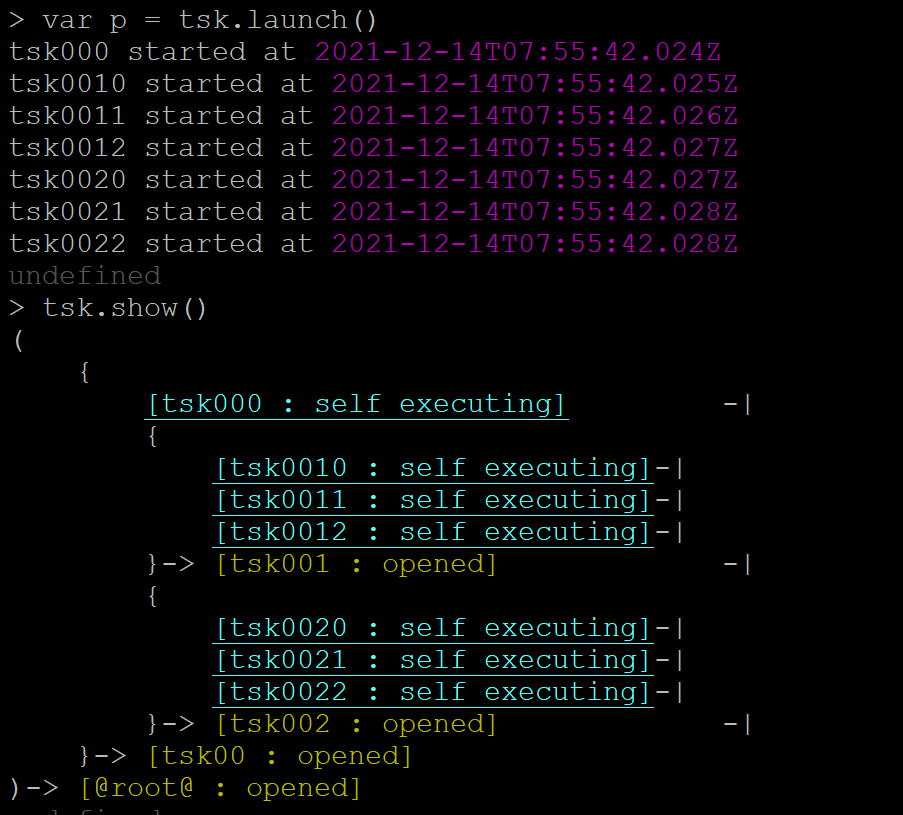 > var p = tsk.launch()
tsk000 started at 2021-12-14T07:55:42.024Z
tsk0010 started at 2021-12-14T07:55:42.025Z
tsk0011 started at 2021-12-14T07:55:42.026Z
tsk0012 started at 2021-12-14T07:55:42.027Z
tsk0020 started at 2021-12-14T07:55:42.027Z
tsk0021 started at 2021-12-14T07:55:42.028Z
tsk0022 started at 2021-12-14T07:55:42.028Z
undefined
> tsk.show()
(
    {
        [tsk000 : self executing]         -|
        {
            [tsk0010 : self executing]-|
            [tsk0011 : self executing]-|
            [tsk0012 : self executing]-|
        }-> [tsk001 : opened]             -|
        {
            [tsk0020 : self executing]-|
            [tsk0021 : self executing]-|
            [tsk0022 : self executing]-|
        }-> [tsk002 : opened]             -|
    }-> [tsk00 : opened]
)-> [@root@ : opened]